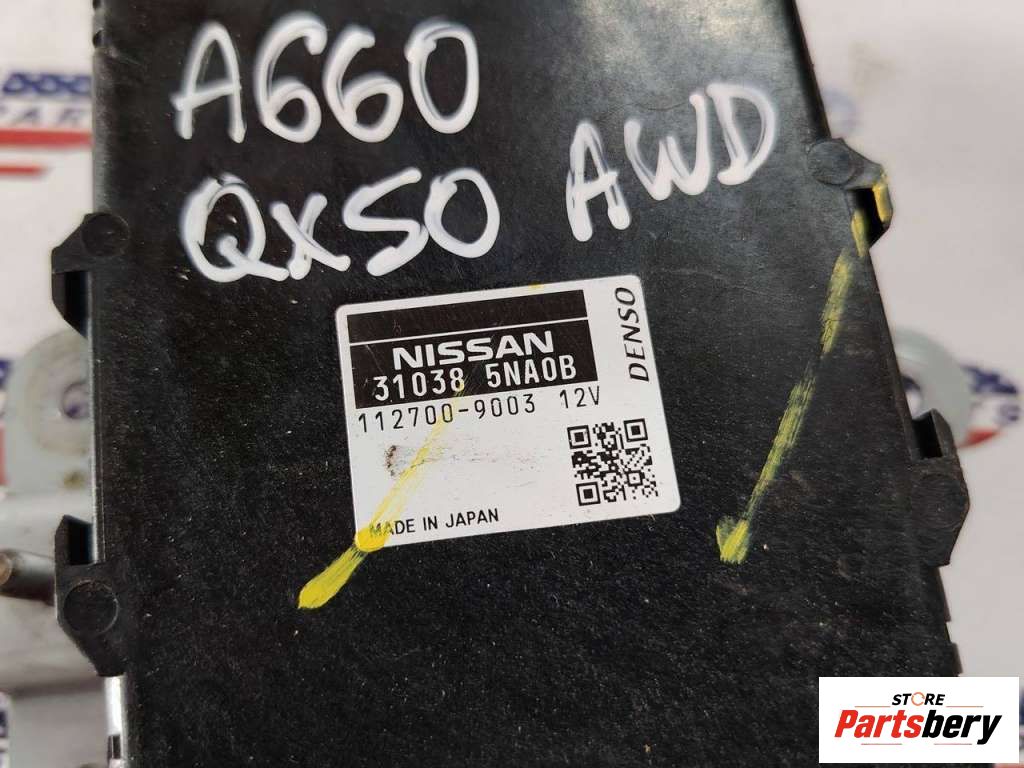 A660
QX50 AWD
NISSAN
31038 5NA0B
112700-9003 12V
DENSO
MADE IN JAPAN
STORE
Partsbery